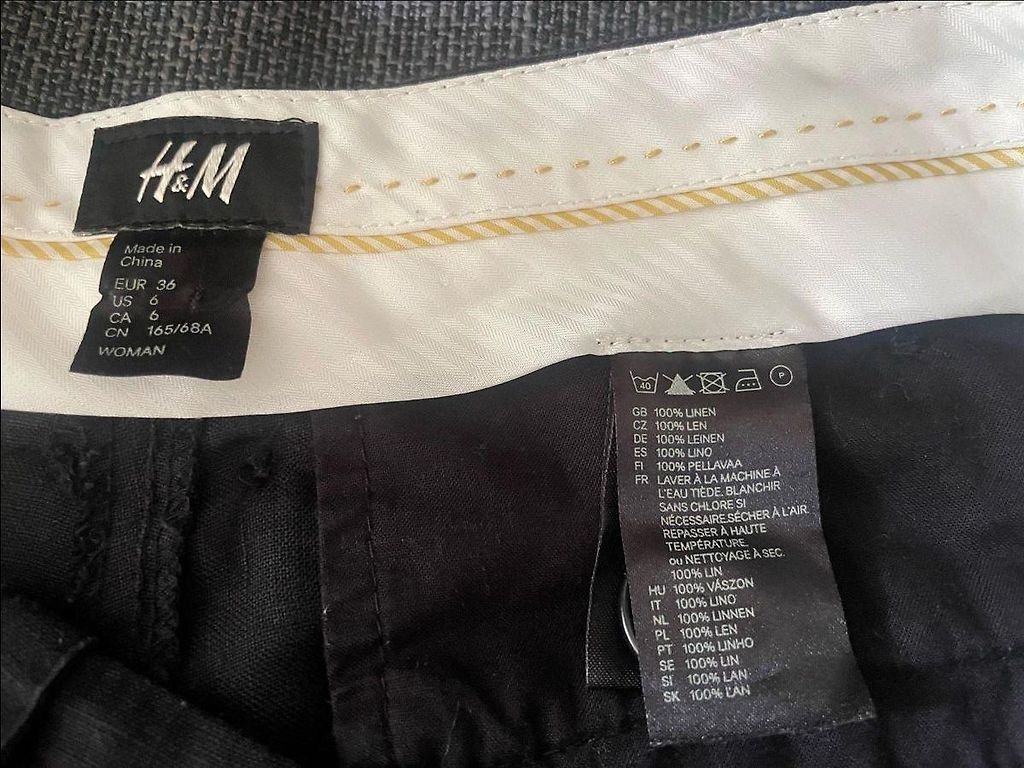 H&M
Made in
China
EUR 36
US 6
CA 6
CN 165/68A
WOMAN
40
P
GB 100% LINEN
CZ 100% LEN
DE 100% LEINEN
ES 100% LINO
FI 100% PELLAVAA
FR LAVER À LA MACHINE À
L'EAU TIÈDE. BLANCHIR
SANS CHLORE SI
NÉCESSAIRE.SÉCHER À L'AIR.
REPASSER À HAUTE
TEMPÉRATURE.
ou NETTOYAGE À SEC.
100% LIN
HU 100% VÁSZON
IT 100% LINO
NL 100% LINNEN
PL 100% LEN
PT 100% LINHO
SE 100% LIN
SI 100% LAN
SK 100% ĽAN